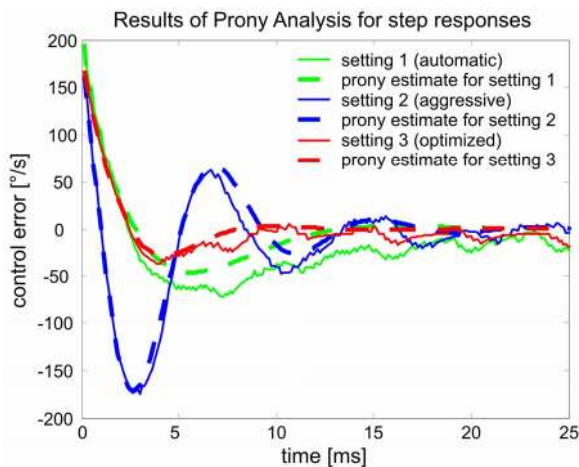 Results of Prony Analysis for step responses
control error [°/s]
200
150
100
50
0
-50
-100
-150
-200
setting 1 (automatic)
prony estimate for setting 1
setting 2 (aggressive)
prony estimate for setting 2
setting 3 (optimized)
prony estimate for setting 3
0 5 10 15 20 25
time [ms]